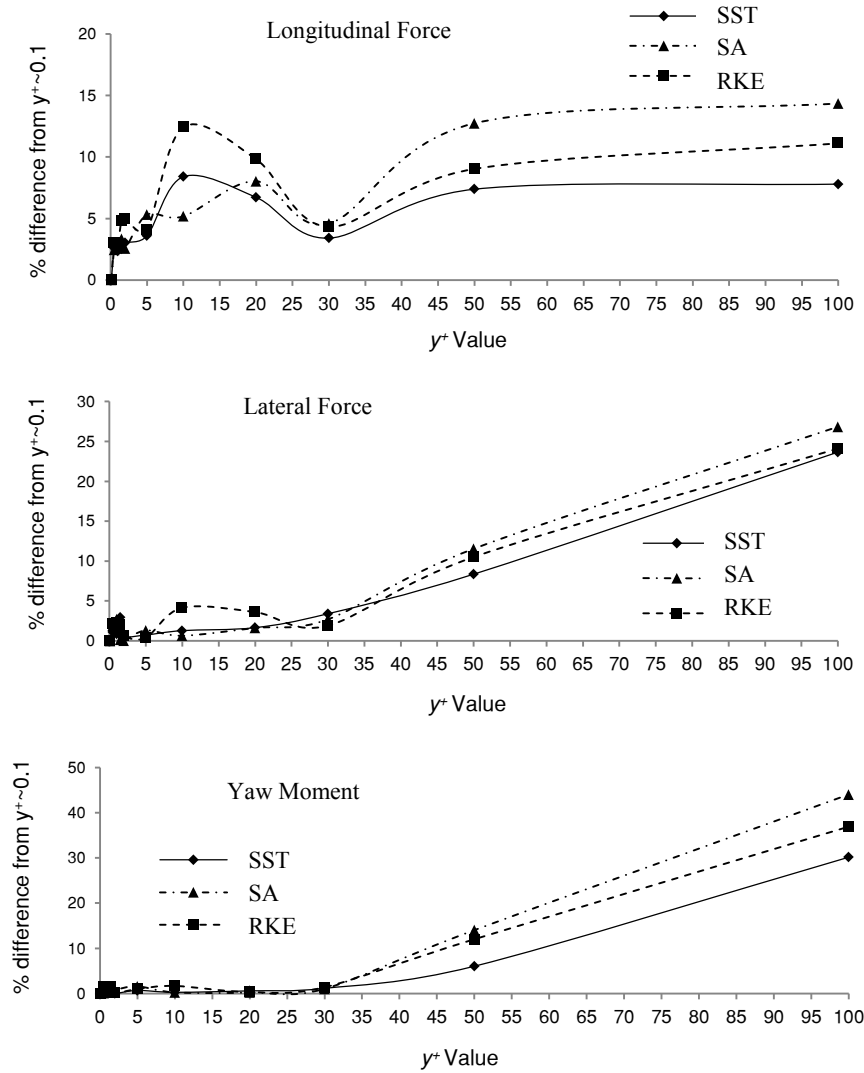 Longitudinal Force
SST
SA
RKE
% difference from y+~0.1
20
15
10
5
0
0 5 10 15 20 25 30 35 40 45 50 55 60 65 70 75 80 85 90 95 100
y+ Value
Lateral Force
SST
SA
RKE
% difference from y+~0.1
30
25
20
15
10
5
0
0 5 10 15 20 25 30 35 40 45 50 55 60 65 70 75 80 85 90 95 100
y+ Value
Yaw Moment
SST
SA
RKE
% difference from y+~0.1
50
40
30
20
10
0
0 5 10 15 20 25 30 35 40 45 50 55 60 65 70 75 80 85 90 95 100
y+ Value